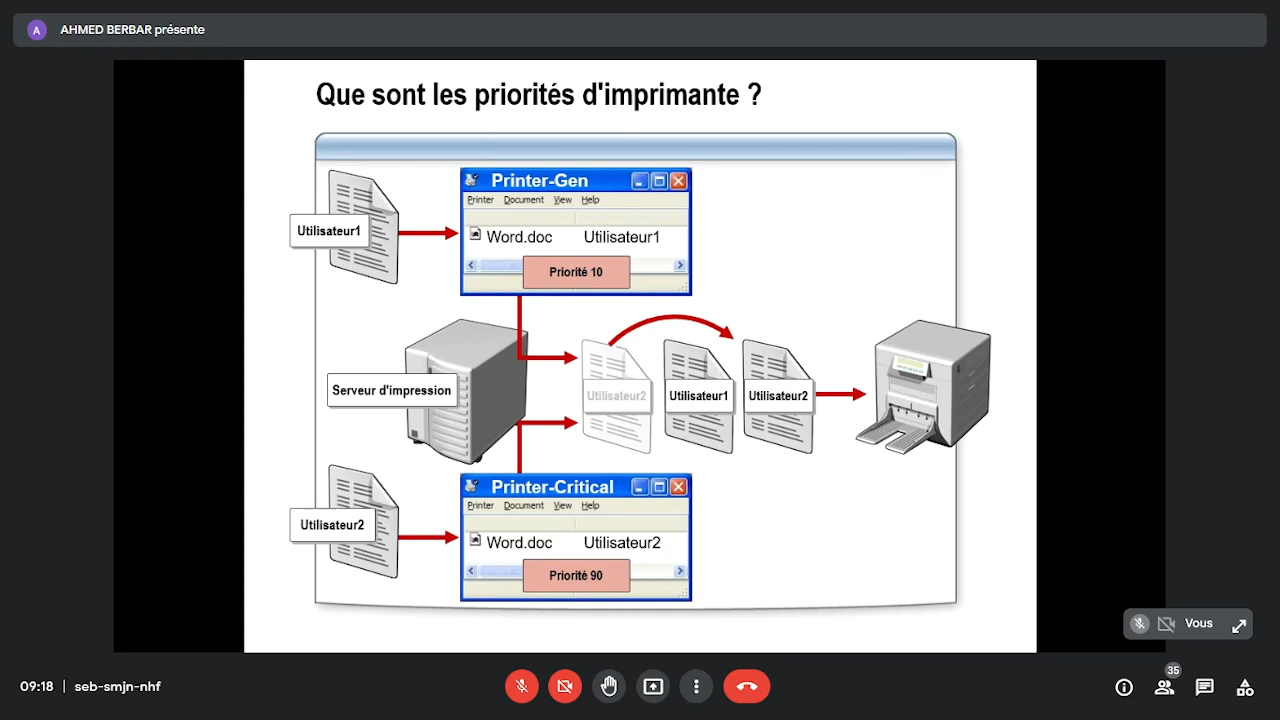 A AHMED BERBAR présente
Que sont les priorités d'imprimante ?
Utilisateur1
Printer-Gen
Printer Document View Help
Word.doc Utilisateur1
Priorité 10
Serveur d'impression
Utilisateur2
Utilisateur1
Utilisateur2
Utilisateur2
Printer-Critical
Printer Document View Help
Word.doc Utilisateur2
Priorité 90
Vous
09:18 | seb-smjn-nhf
35